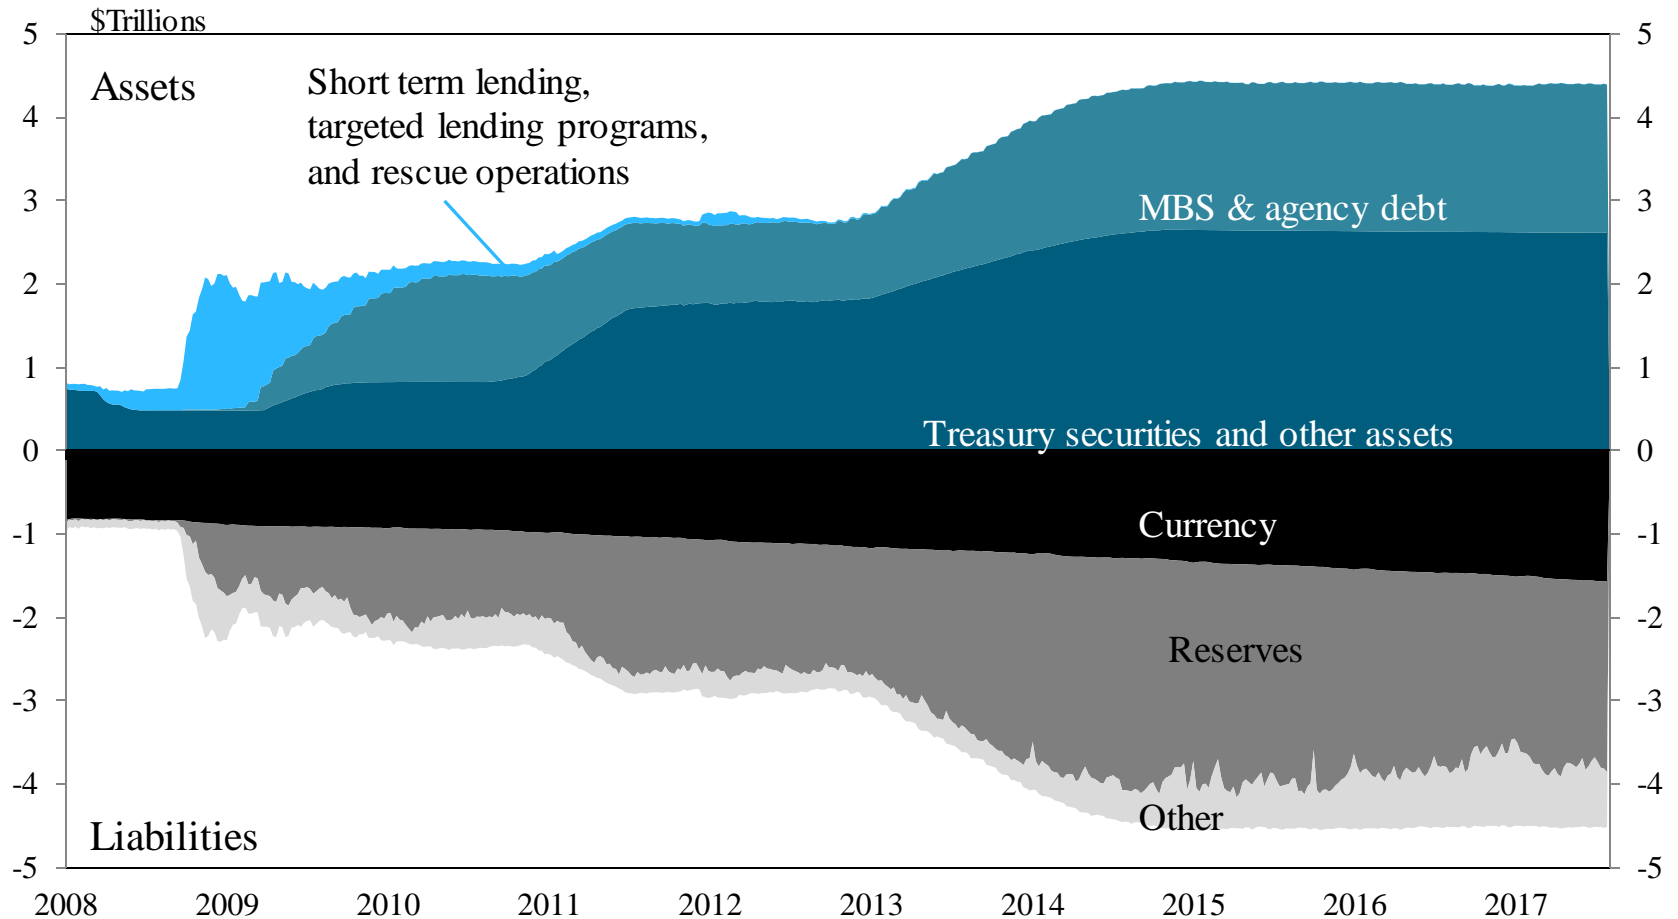 $Trillions
5 5
Assets
Short term lending,
targeted lending programs,
and rescue operations
4 4
3 3
MBS & agency debt
2 2
1 1
Treasury securities and other assets
0 0
Currency
-1 -1
-2 -2
Reserves
-3 -3
-4 -4
Other
Liabilities
-5 -5
2008 2009 2010 2011 2012 2013 2014 2015 2016 2017